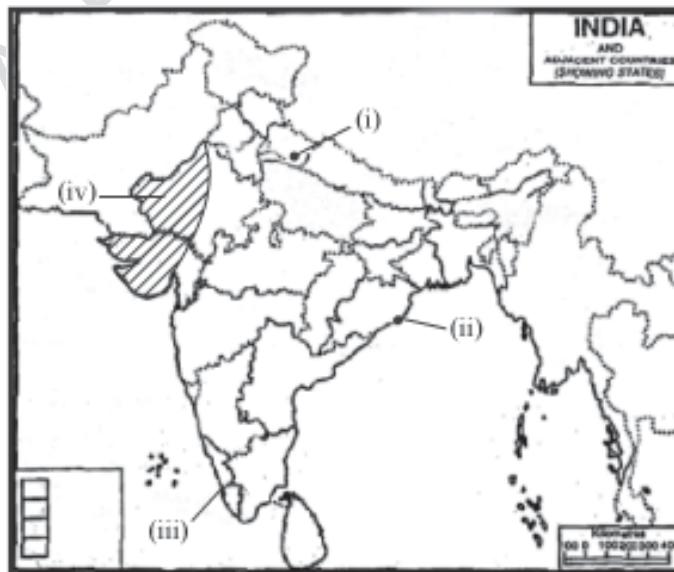 INDIA
AND
ADJACENT COUNTRIES
(SHOWING STATES)
(i)
(iv)
(ii)
(iii)
Kilometres